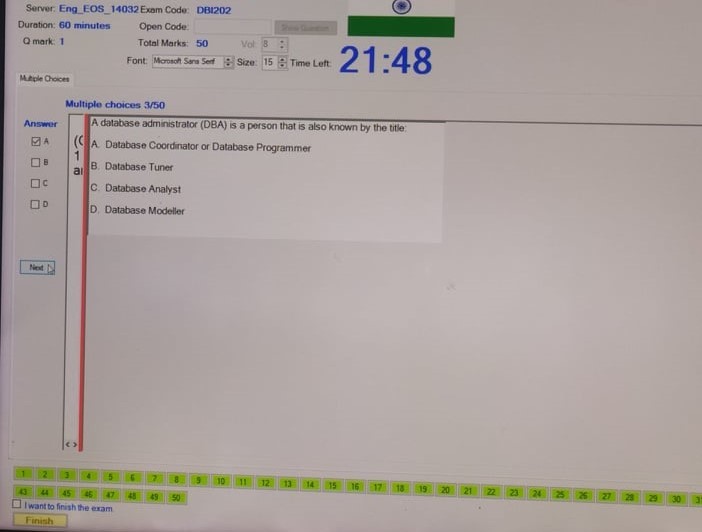 Server: Eng_EOS_14032 Exam Code: DBI202
Duration: 60 minutes Open Code: Show Question
Q mark: 1 Total Marks: 50 Vol: 8
Font: Microsoft Sans Serif Size: 15 Time Left: 21:48
Multiple Choices
Multiple choices 3/50
Answer
A
B
C
D
Next
(C
1
A database administrator (DBA) is a person that is also known by the title:
A. Database Coordinator or Database Programmer
B. Database Tuner
C. Database Analyst
D. Database Modeller
< >
1 2 3 4 5 6 7 8 9 10 11 12 13 14 15 16 17 18 19 20 21 22 23 24 25 26 27 28 29 30
43 44 45 46 47 48 49 50
I want to finish the exam
Finish